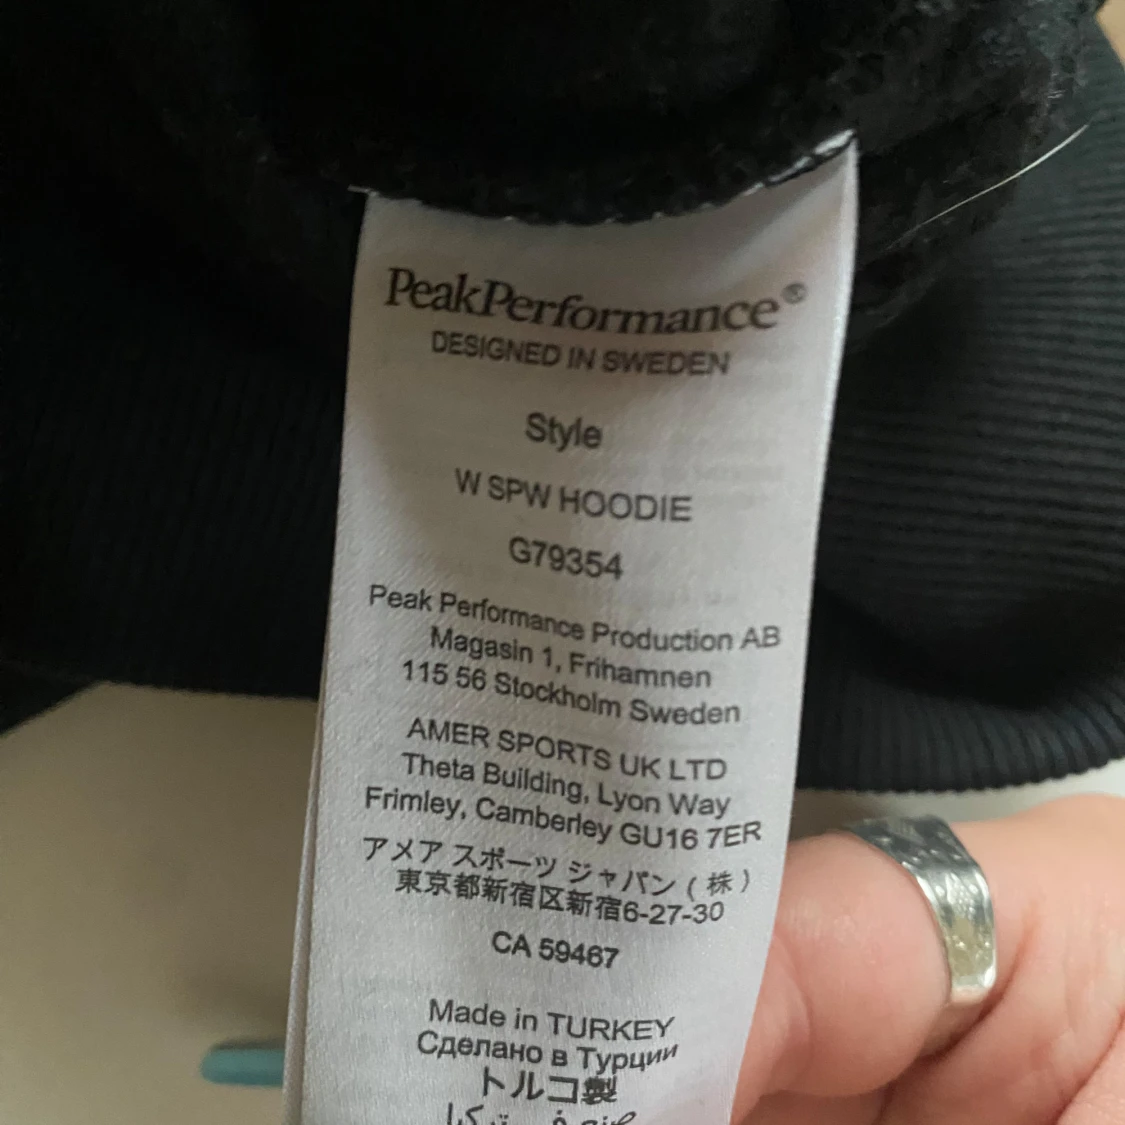 PeakPerformance®
DESIGNED IN SWEDEN
Style
W SPW HOODIE
G79354
Peak Performance Production AB
Magasin 1, Frihamnen
115 56 Stockholm Sweden
AMER SPORTS UK LTD
Theta Building, Lyon Way
Frimley, Camberley GU16 7ER
アメア スポーツ ジャパン (株)
東京都新宿区新宿6-27-30
CA 59467
Made in TURKEY
Сделано в Турции
トルコ製